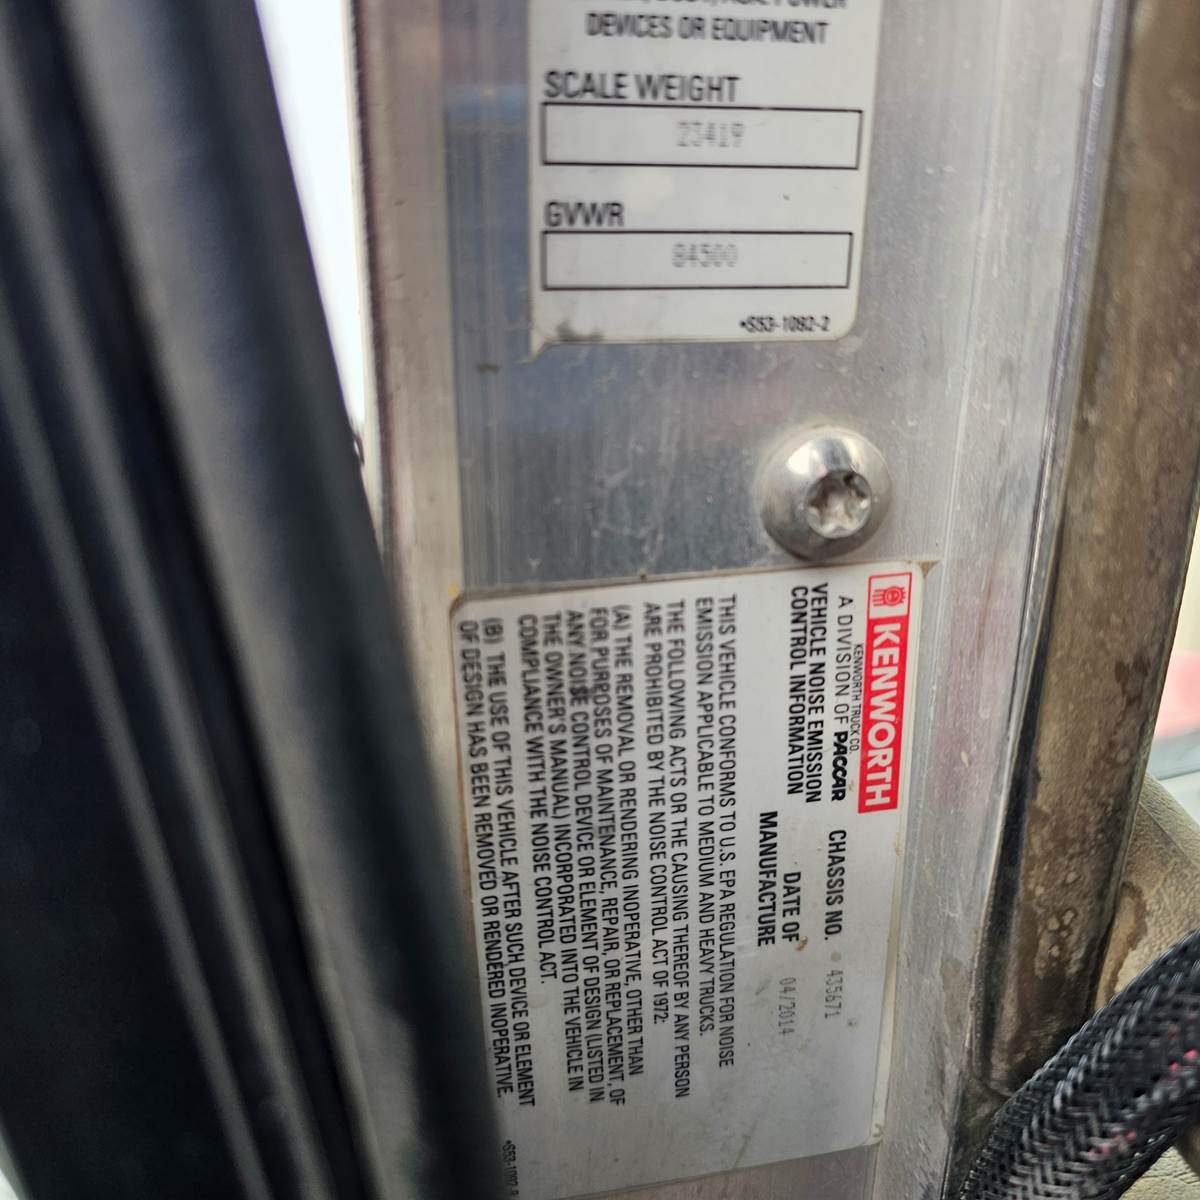 DEVICES OR EQUIPMENT
SCALE WEIGHT
23419
GVWR
84500
•S53-1092-2
KENWORTH
KENWORTH TRUCK CO.
A DIVISION OF PACCAR
VEHICLE NOISE EMISSION
CONTROL INFORMATION
CHASSIS NO. 435671
DATE OF
MANUFACTURE
04/2014
THIS VEHICLE CONFORMS TO U.S. EPA REGULATION FOR NOISE
EMISSION APPLICABLE TO MEDIUM AND HEAVY TRUCKS.
THE FOLLOWING ACTS OR THE CAUSING THEREOF BY ANY PERSON
ARE PROHIBITED BY THE NOISE CONTROL ACT OF 1972:
(A) THE REMOVAL OR RENDERING INOPERATIVE, OTHER THAN
FOR PURPOSES OF MAINTENANCE, REPAIR, OR REPLACEMENT, OF
ANY NOISE CONTROL DEVICE OR ELEMENT OF DESIGN (LISTED IN
THE OWNER'S MANUAL) INCORPORATED INTO THE VEHICLE IN
COMPLIANCE WITH THE NOISE CONTROL ACT.
(B) THE USE OF THIS VEHICLE AFTER SUCH DEVICE OR ELEMENT
OF DESIGN HAS BEEN REMOVED OR RENDERED INOPERATIVE.